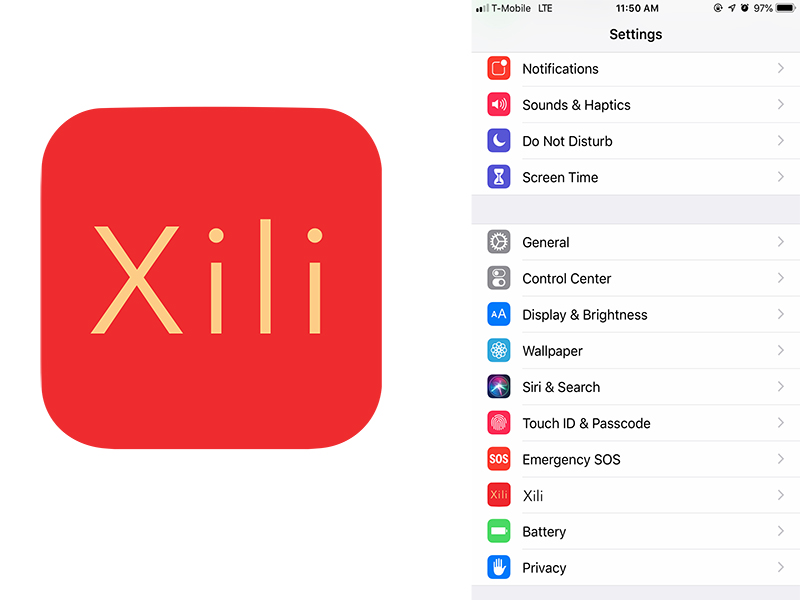 Xili
T-Mobile LTE 11:50 AM 97%
Settings
Notifications
Sounds & Haptics
Do Not Disturb
Screen Time
General
Control Center
AA Display & Brightness
Wallpaper
Siri & Search
Touch ID & Passcode
SOS Emergency SOS
Xili Xili
Battery
Privacy